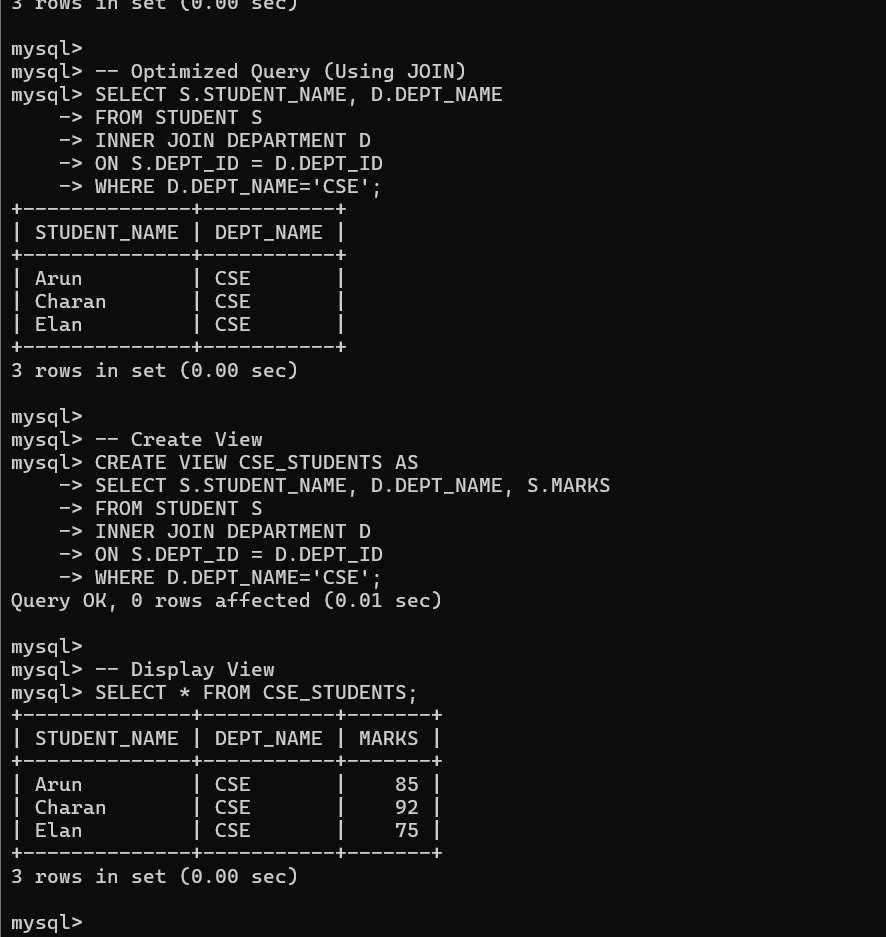 3 rows in set (0.00 sec)
mysql>
mysql> -- Optimized Query (Using JOIN)
mysql> SELECT S.STUDENT_NAME, D.DEPT_NAME
    -> FROM STUDENT S
    -> INNER JOIN DEPARTMENT D
    -> ON S.DEPT_ID = D.DEPT_ID
    -> WHERE D.DEPT_NAME='CSE';
+--------------+-----------+
| STUDENT_NAME | DEPT_NAME |
+--------------+-----------+
| Arun         | CSE       |
| Charan       | CSE       |
| Elan         | CSE       |
+--------------+-----------+
3 rows in set (0.00 sec)
mysql>
mysql> -- Create View
mysql> CREATE VIEW CSE_STUDENTS AS
    -> SELECT S.STUDENT_NAME, D.DEPT_NAME, S.MARKS
    -> FROM STUDENT S
    -> INNER JOIN DEPARTMENT D
    -> ON S.DEPT_ID = D.DEPT_ID
    -> WHERE D.DEPT_NAME='CSE';
Query OK, 0 rows affected (0.01 sec)
mysql>
mysql> -- Display View
mysql> SELECT * FROM CSE_STUDENTS;
+--------------+-----------+-------+
| STUDENT_NAME | DEPT_NAME | MARKS |
+--------------+-----------+-------+
| Arun         | CSE       |    85 |
| Charan       | CSE       |    92 |
| Elan         | CSE       |    75 |
+--------------+-----------+-------+
3 rows in set (0.00 sec)
mysql>